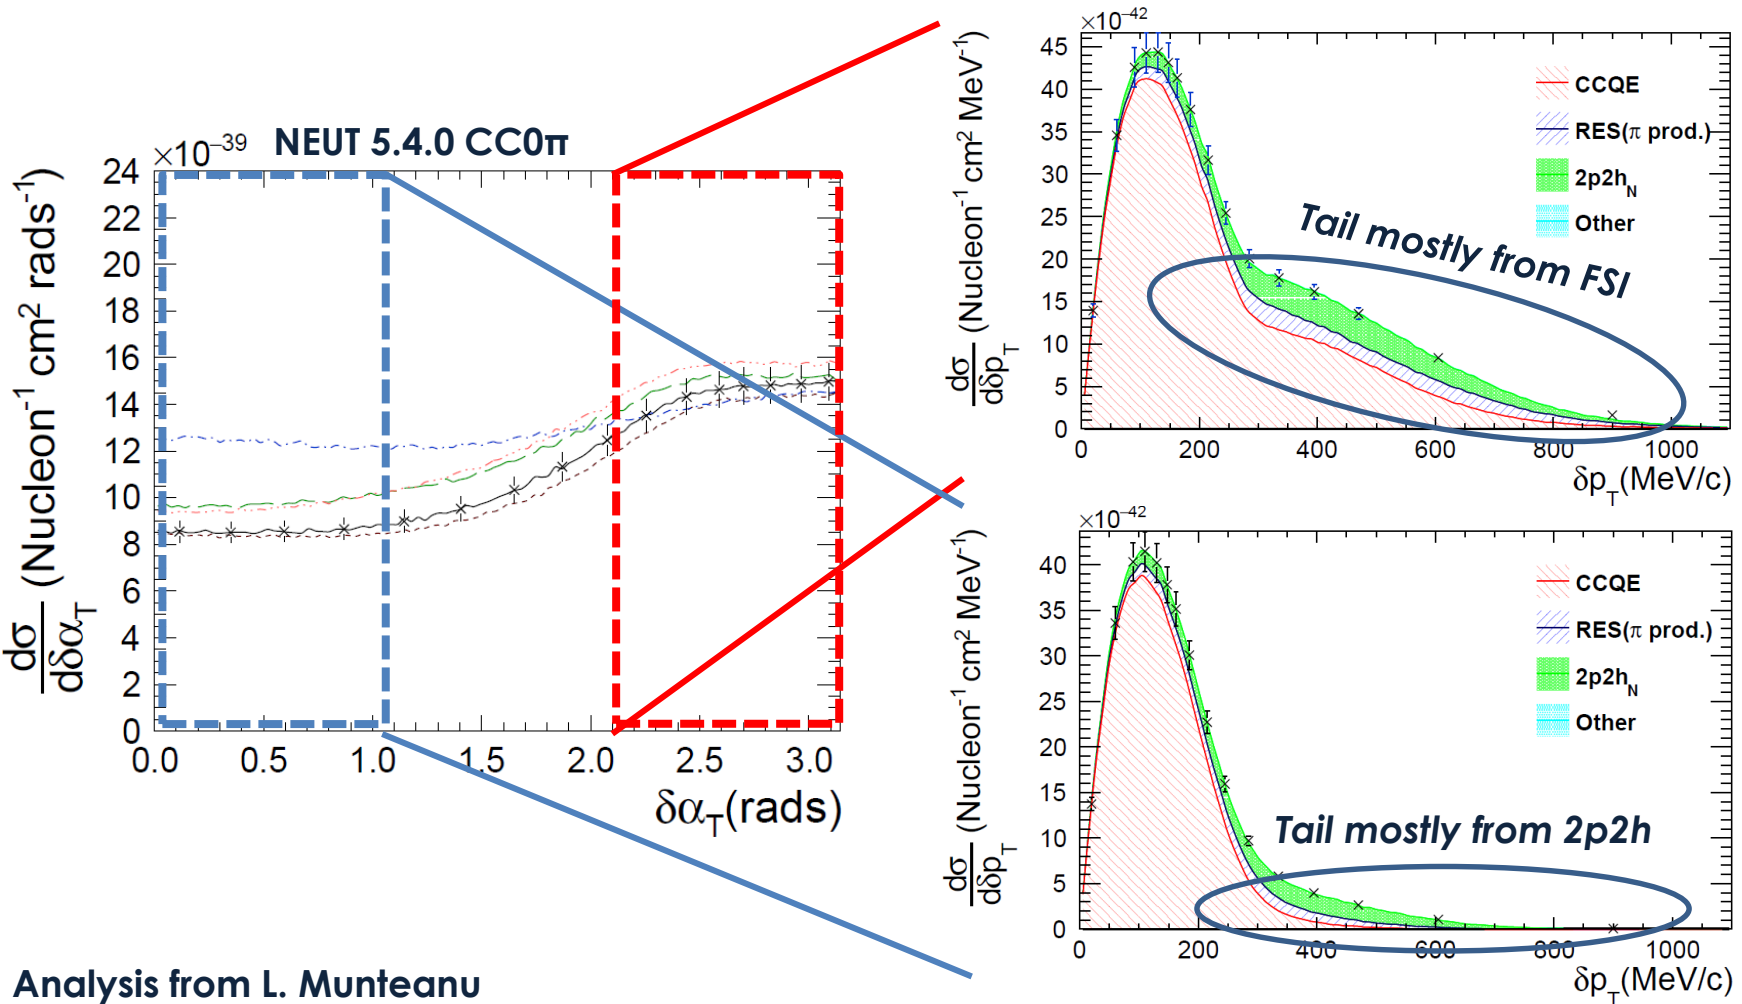 NEUT 5.4.0 CC0π
×10⁻³⁹
24
22
20
18
16
14
12
10
8
6
4
2
0
0.0 0.5 1.0 1.5 2.0 2.5 3.0
δα_T(rads)
dσ/dδα_T (Nucleon⁻¹ cm² rads⁻¹)
×10⁻⁴²
45
40
35
30
25
20
15
10
5
0
0 200 400 600 800 1000
δp_T(MeV/c)
dσ/dδp_T (Nucleon⁻¹ cm² MeV⁻¹)
CCQE
RES(π prod.)
2p2h_N
Other
Tail mostly from FSI
×10⁻⁴²
40
35
30
25
20
15
10
5
0
0 200 400 600 800 1000
δp_T(MeV/c)
dσ/dδp_T (Nucleon⁻¹ cm² MeV⁻¹)
CCQE
RES(π prod.)
2p2h_N
Other
Tail mostly from 2p2h
Analysis from L. Munteanu